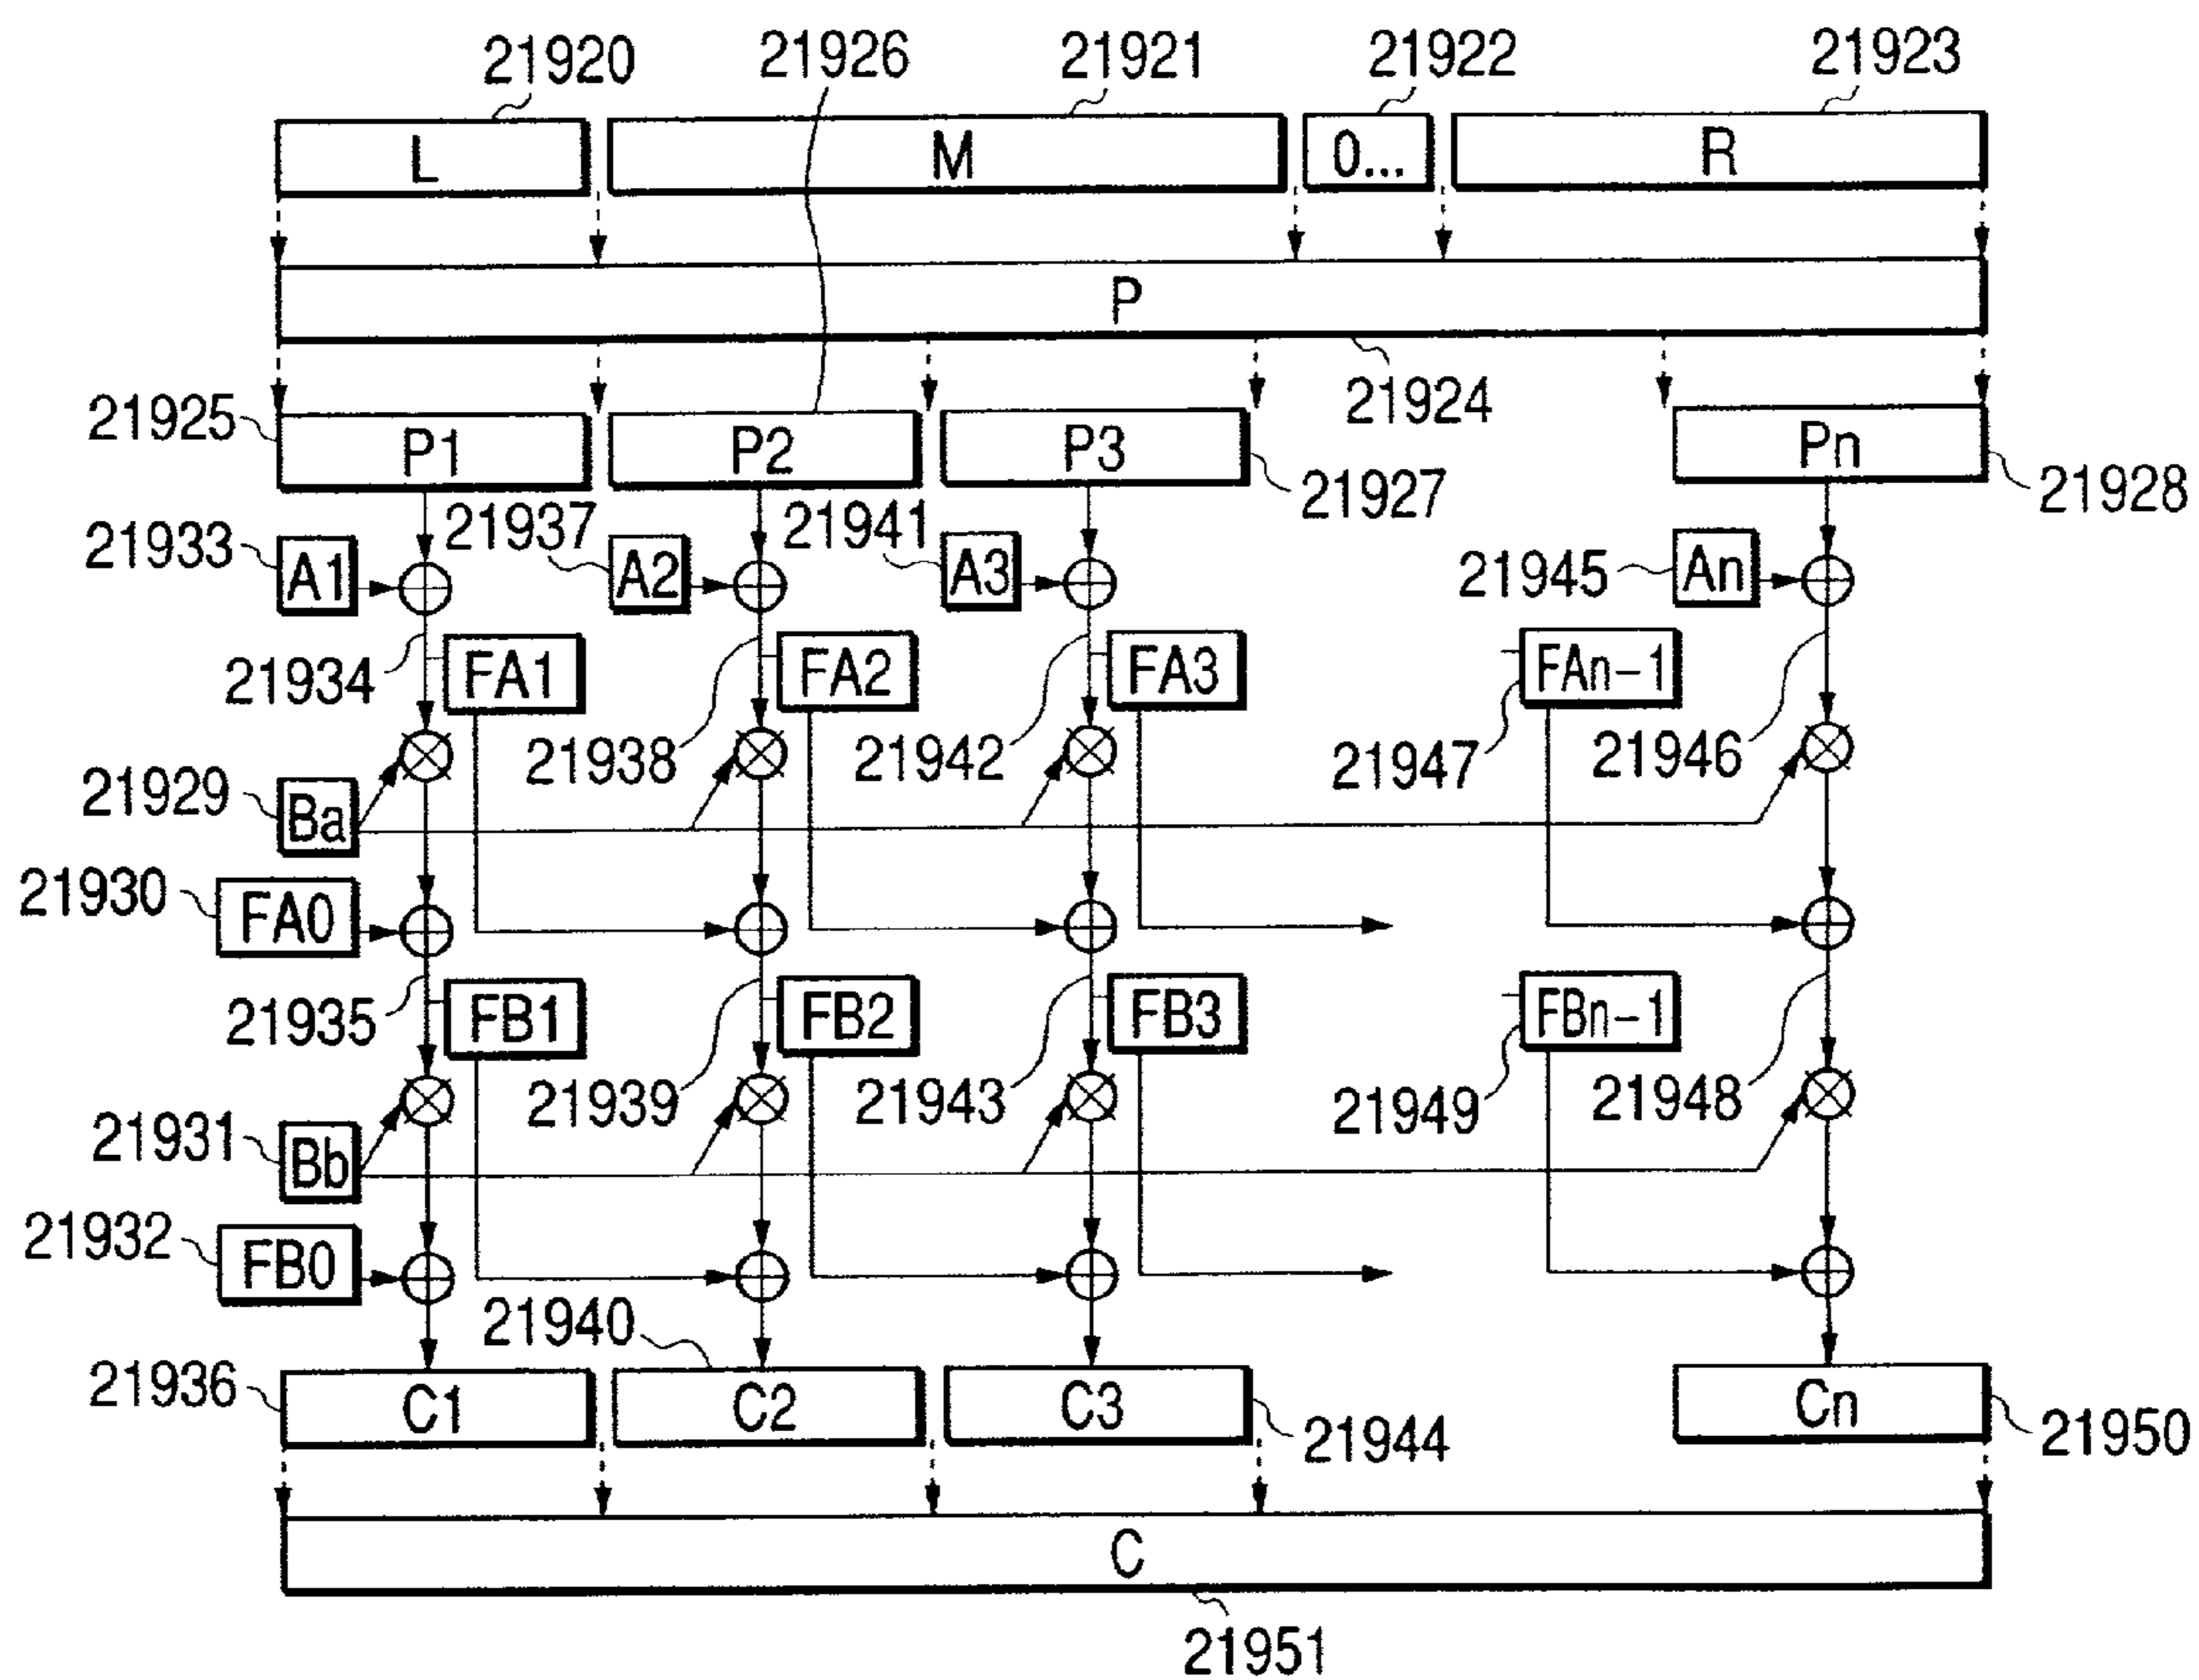 21920 21926 21921 21922 21923
L M 0... R
P
21924
21925 P1 P2 P3 Pn
21927 21928
21933 A1 21937 A2 21941 A3 21945 An
21934 FA1 21938 FA2 21942 FA3 21947 FAn-1 21946
21929 Ba
21930 FA0
21935 FB1 21939 FB2 21943 FB3 21949 FBn-1 21948
21931 Bb
21932 FB0
21940
21936 C1 C2 C3 Cn
21944 21950
C
21951